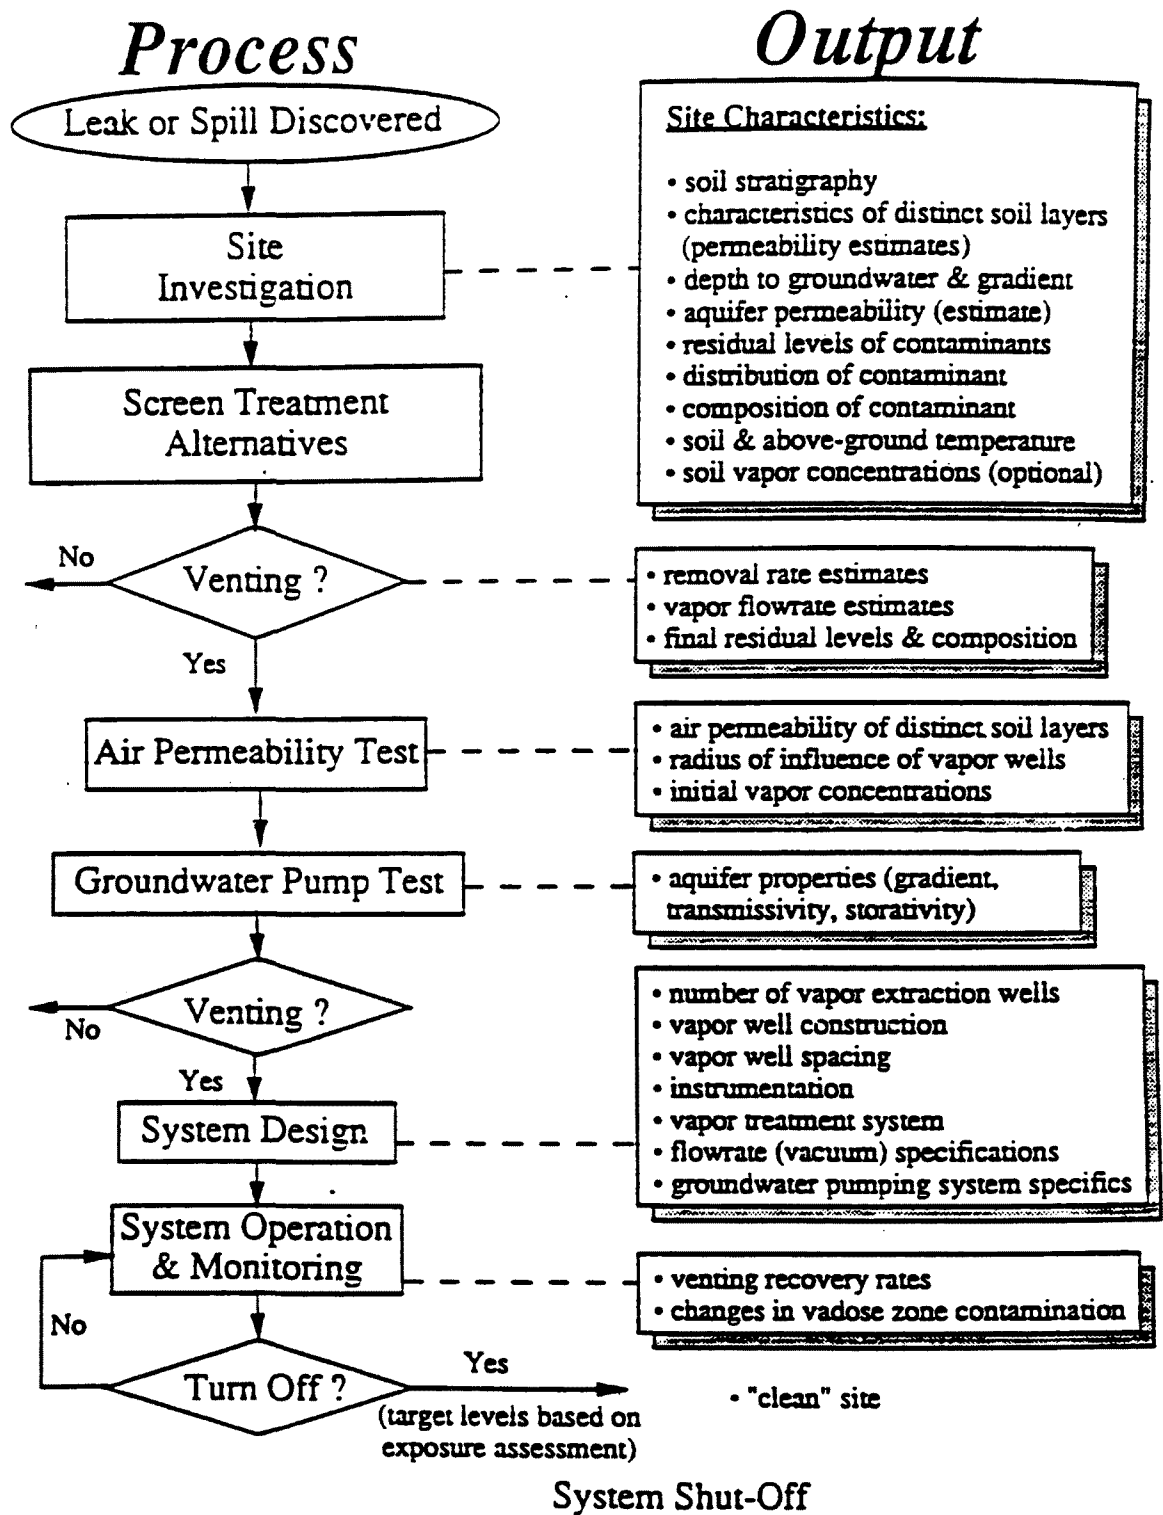 Process
Output
Leak or Spill Discovered
Site
Investigation
Screen Treatment
Alternatives
No
Venting ?
Yes
Air Permeability Test
Groundwater Pump Test
Venting ?
No
Yes
System Design
System Operation
& Monitoring
No
Turn Off ?
Yes
(target levels based on
exposure assessment)
Site Characteristics:
• soil stratigraphy
• characteristics of distinct soil layers
(permeability estimates)
• depth to groundwater & gradient
• aquifer permeability (estimate)
• residual levels of contaminants
• distribution of contaminant
• composition of contaminant
• soil & above-ground temperature
• soil vapor concentrations (optional)
• removal rate estimates
• vapor flowrate estimates
• final residual levels & composition
• air permeability of distinct soil layers
• radius of influence of vapor wells
• initial vapor concentrations
• aquifer properties (gradient,
transmissivity, storativity)
• number of vapor extraction wells
• vapor well construction
• vapor well spacing
• instrumentation
• vapor treatment system
• flowrate (vacuum) specifications
• groundwater pumping system specifics
• venting recovery rates
• changes in vadose zone contamination
• "clean" site
System Shut-Off